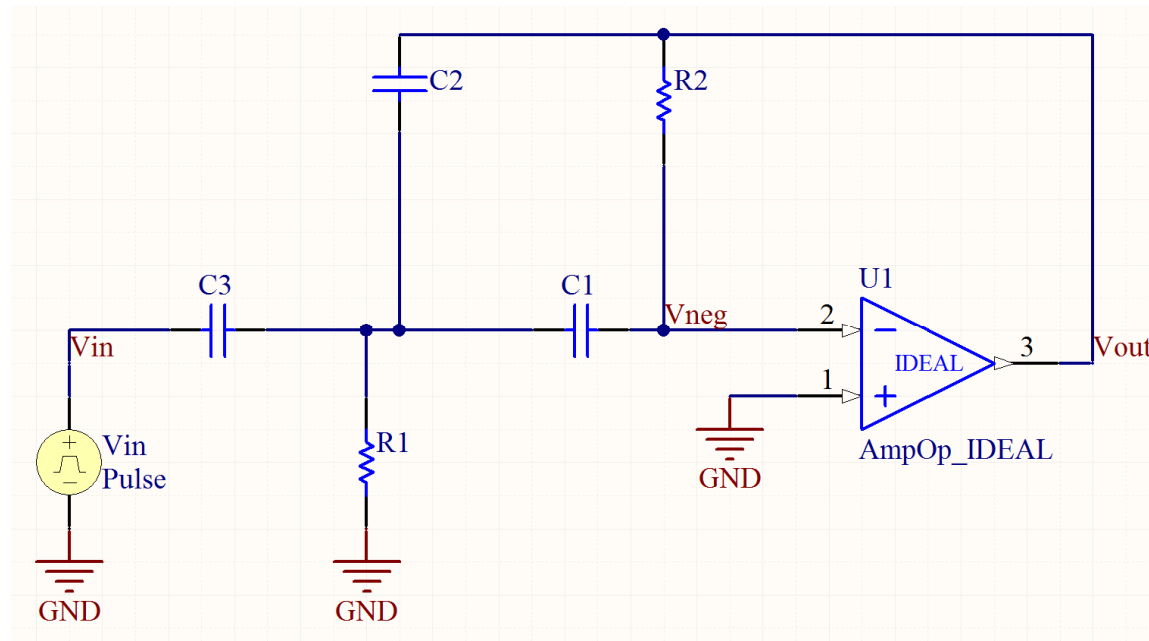 C2
R2
C3
C1
U1
Vneg
2
Vin
IDEAL
3
Vout
1
+
Vin
Pulse
R1
AmpOp_IDEAL
GND
GND
GND